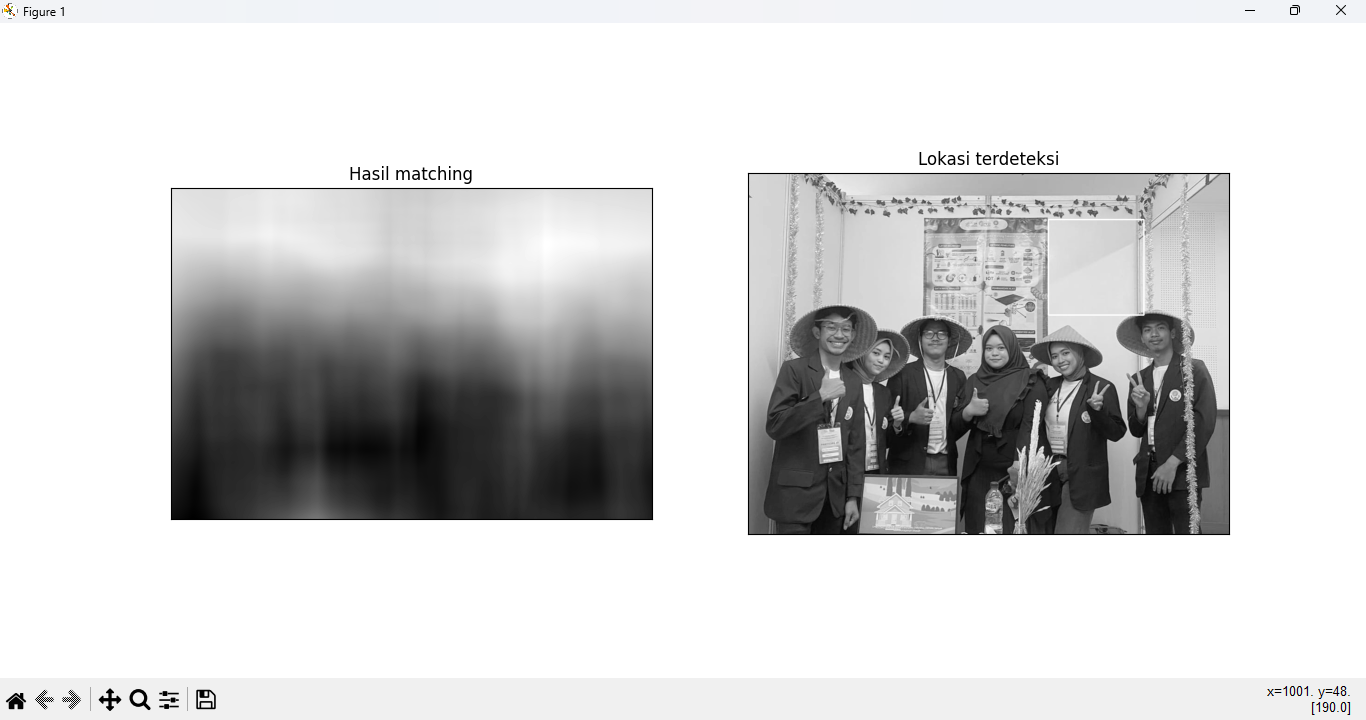 Figure 1
Hasil matching
Lokasi terdeteksi
x=1001. y=48.
[190.0]